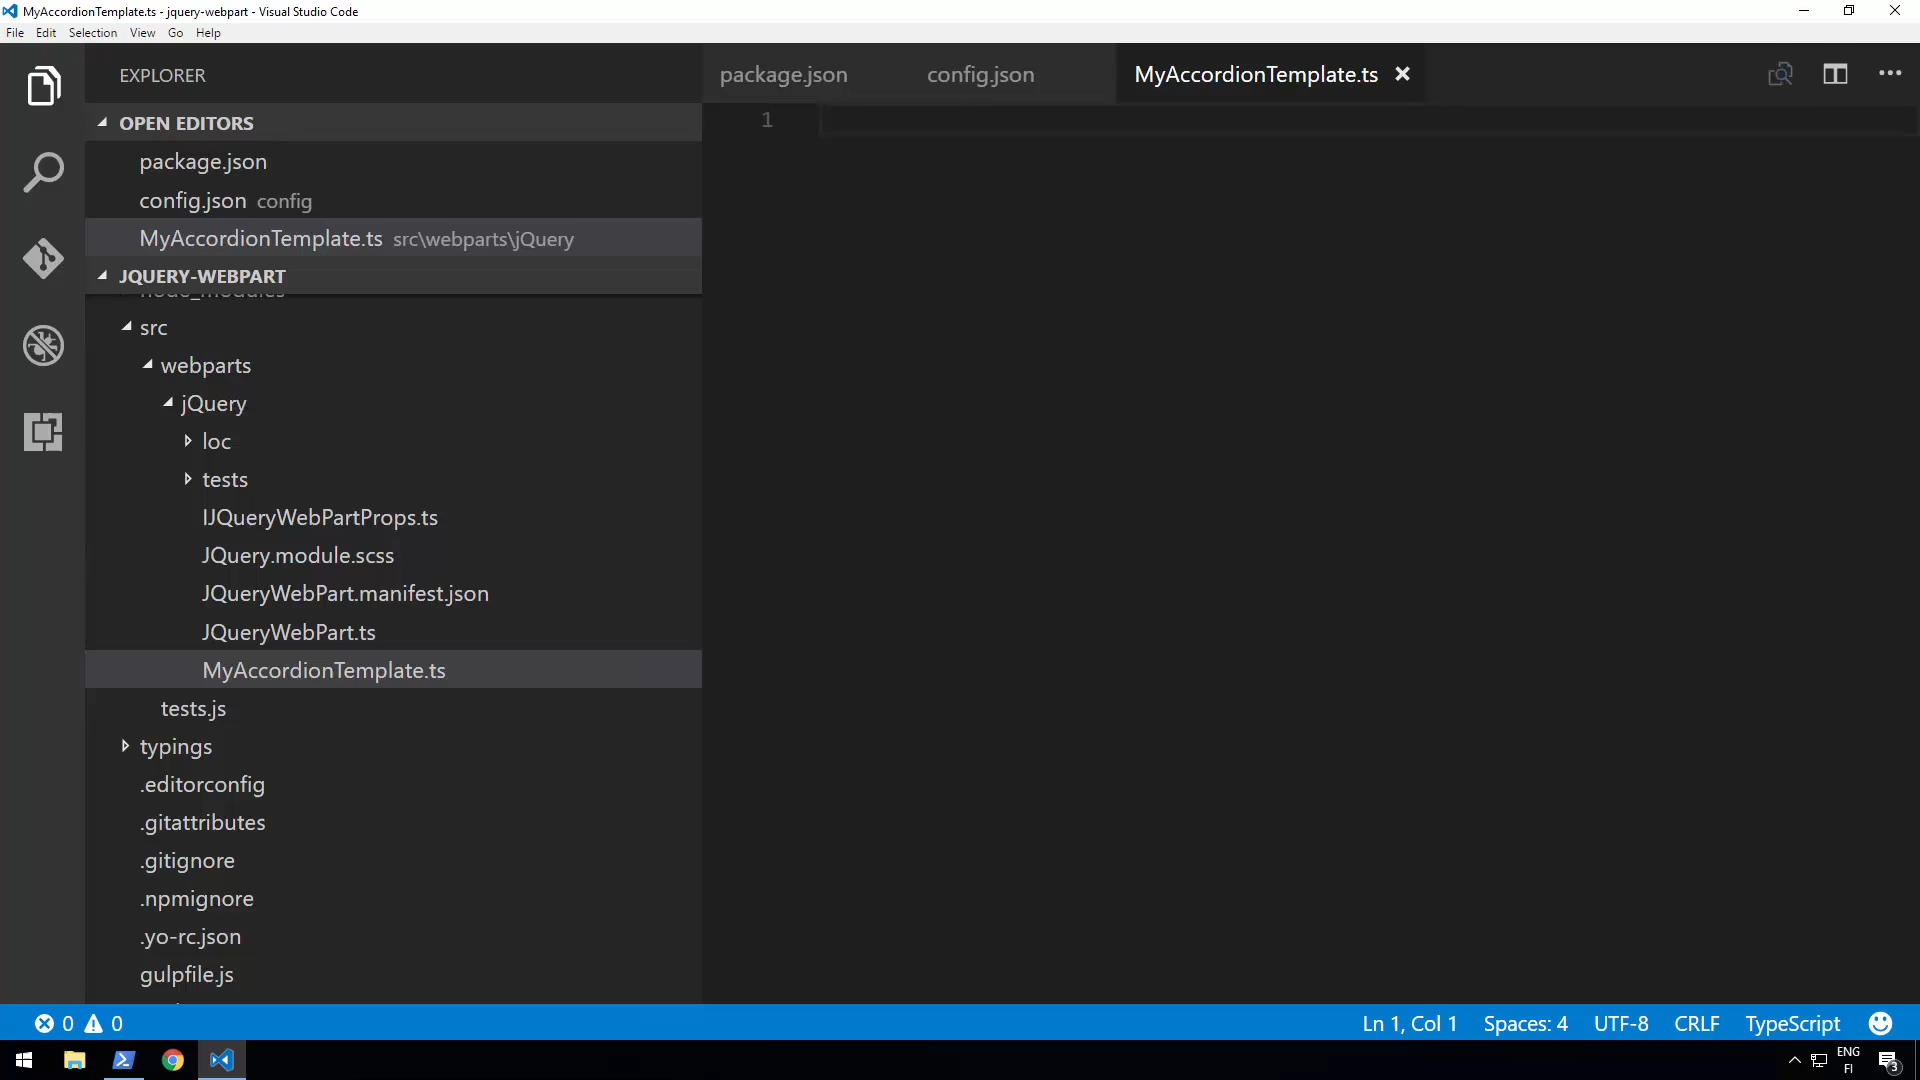 MyAccordionTemplate.ts - jquery-webpart - Visual Studio Code
File Edit Selection View Go Help
EXPLORER
package.json config.json MyAccordionTemplate.ts
OPEN EDITORS
package.json
config.json config
MyAccordionTemplate.ts src\webparts\jQuery
JQUERY-WEBPART
node_modules
src
webparts
jQuery
loc
tests
IJQueryWebPartProps.ts
JQuery.module.scss
JQueryWebPart.manifest.json
JQueryWebPart.ts
MyAccordionTemplate.ts
tests.js
typings
.editorconfig
.gitattributes
.gitignore
.npmignore
.yo-rc.json
gulpfile.js
1
0 0 Ln 1, Col 1 Spaces: 4 UTF-8 CRLF TypeScript
ENG
FI
3